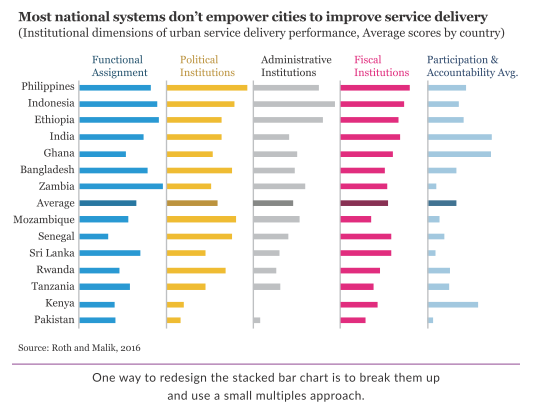 Most national systems don’t empower cities to improve service delivery
(Institutional dimensions of urban service delivery performance, Average scores by country)
Functional Assignment
Political Institutions
Administrative Institutions
Fiscal Institutions
Participation & Accountability Avg.
Philippines
Indonesia
Ethiopia
India
Ghana
Bangladesh
Zambia
Average
Mozambique
Senegal
Sri Lanka
Rwanda
Tanzania
Kenya
Pakistan
Source: Roth and Malik, 2016
One way to redesign the stacked bar chart is to break them up
and use a small multiples approach.